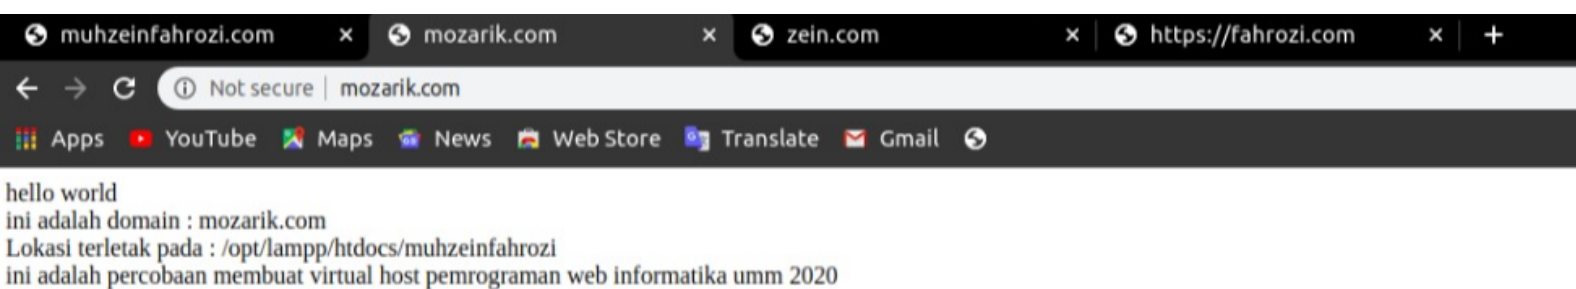 muhzeinfahrozi.com mozarik.com zein.com https://fahrozi.com
Not secure mozarik.com
Apps YouTube Maps News Web Store Translate Gmail
hello world
ini adalah domain : mozarik.com
Lokasi terletak pada : /opt/lampp/htdocs/muhzeinfahrozi
ini adalah percobaan membuat virtual host pemrograman web informatika umm 2020